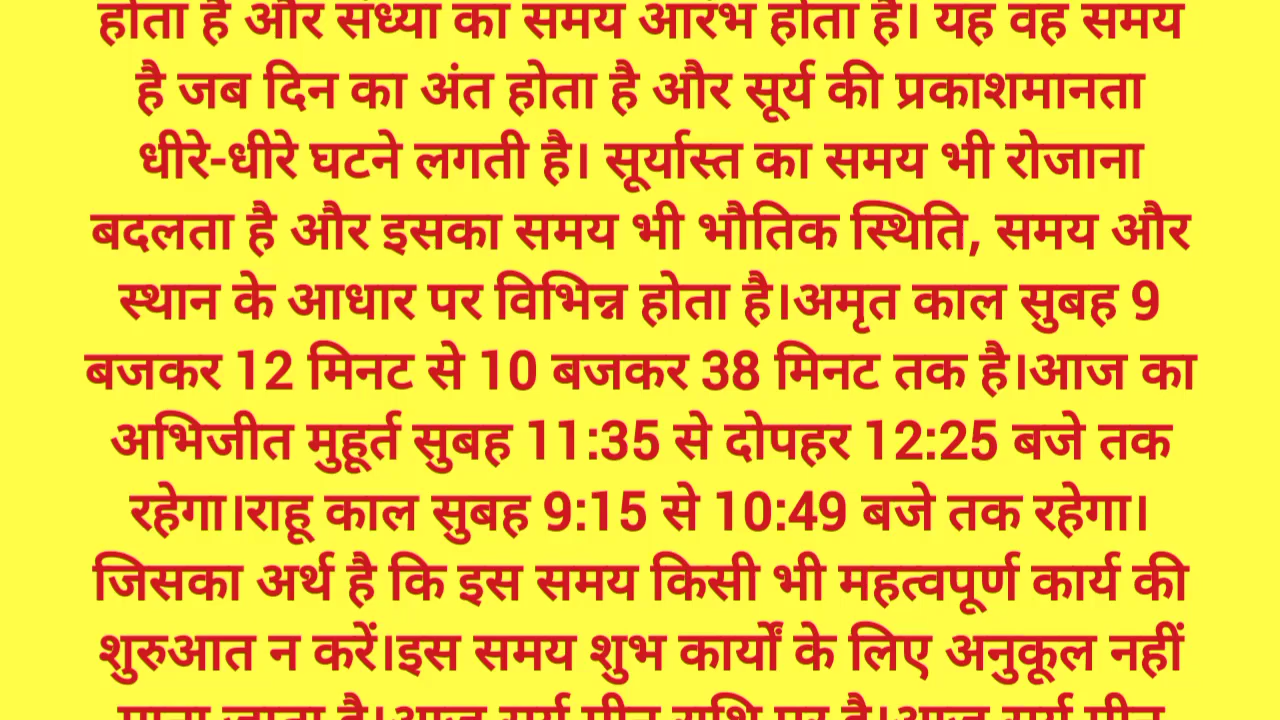 होता है और संध्या का समय आरंभ होता है। यह वह समय
है जब दिन का अंत होता है और सूर्य की प्रकाशमानता
धीरे-धीरे घटने लगती है। सूर्यास्त का समय भी रोजाना
बदलता है और इसका समय भी भौतिक स्थिति, समय और
स्थान के आधार पर विभिन्न होता है।अमृत काल सुबह 9
बजकर 12 मिनट से 10 बजकर 38 मिनट तक है।आज का
अभिजीत मुहूर्त सुबह 11:35 से दोपहर 12:25 बजे तक
रहेगा।राहू काल सुबह 9:15 से 10:49 बजे तक रहेगा।
जिसका अर्थ है कि इस समय किसी भी महत्वपूर्ण कार्य की
शुरुआत न करें।इस समय शुभ कार्यों के लिए अनुकूल नहीं
माना जाता है।आज सूर्य मीन राशि पर है।आज सूर्य मीन